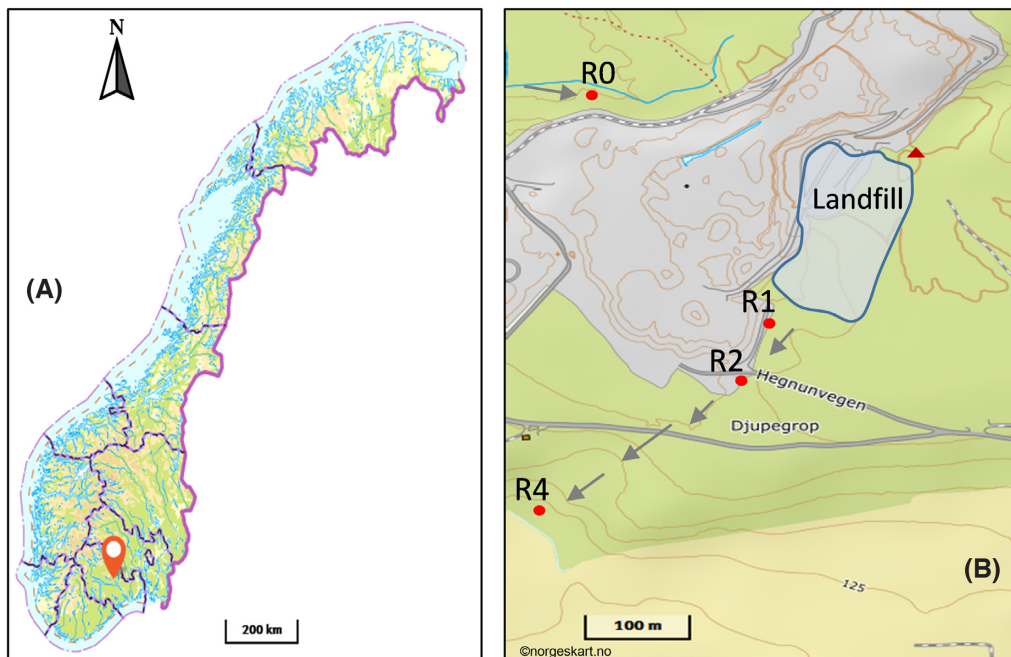 N
(A)
200 km
R0
Landfill
R1
R2
Hegnunvegen
Djupegrop
R4
125
(B)
100 m
©norgeskart.no